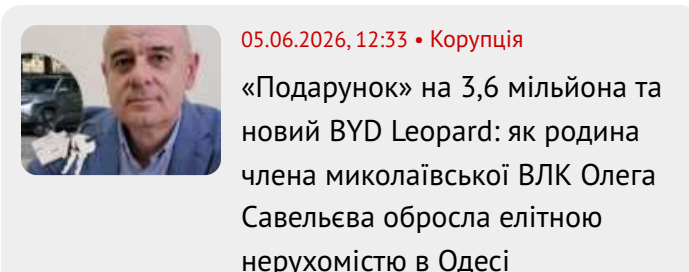 05.06.2026, 12:33 • Корупція
«Подарунок» на 3,6 мільйона та
новий BYD Leopard: як родина
члена миколаївської ВЛК Олега
Савельєва обросла елітною
нерухомістю в Одесі